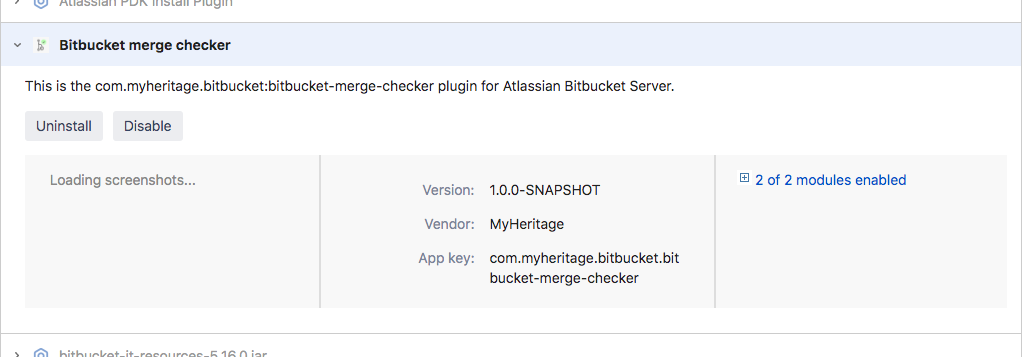 Atlassian PDK Install Plugin
Bitbucket merge checker
This is the com.myheritage.bitbucket:bitbucket-merge-checker plugin for Atlassian Bitbucket Server.
Uninstall Disable
Loading screenshots...
Version: 1.0.0-SNAPSHOT
Vendor: MyHeritage
App key: com.myheritage.bitbucket.bit
bucket-merge-checker
2 of 2 modules enabled
bitbucket-it-resources-5.16.0.jar